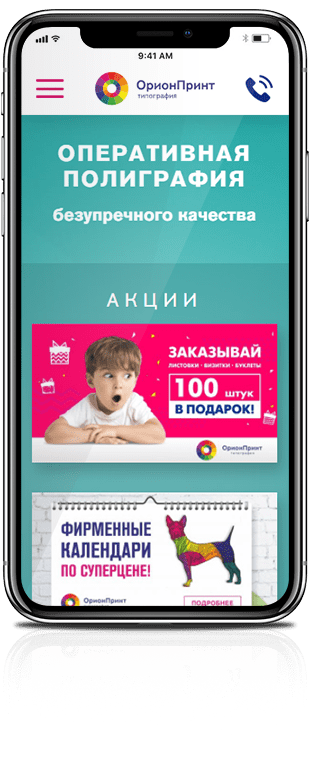 9:41 AM
ОрионПринт
типография
ОПЕРАТИВНАЯ
ПОЛИГРАФИЯ
безупречного качества
АКЦИИ
ЗАКАЗЫВАЙ
ЛИСТОВКИ • ВИЗИТКИ • БУКЛЕТЫ
100 штук
В ПОДАРОК!
ОрионПринт
типография
ФИРМЕННЫЕ
КАЛЕНДАРИ
ПО СУПЕРЦЕНЕ!
ОрионПринт
ПОДРОБНЕЕ